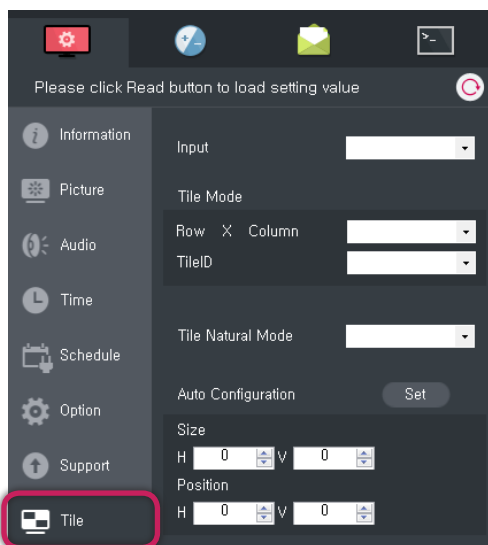 Please click Read button to load setting value
Information
Picture
Audio
Time
Schedule
Option
Support
Tile
Input
Tile Mode
Row X Column
TileID
Tile Natural Mode
Auto Configuration Set
Size
H 0 V 0
Position
H 0 V 0